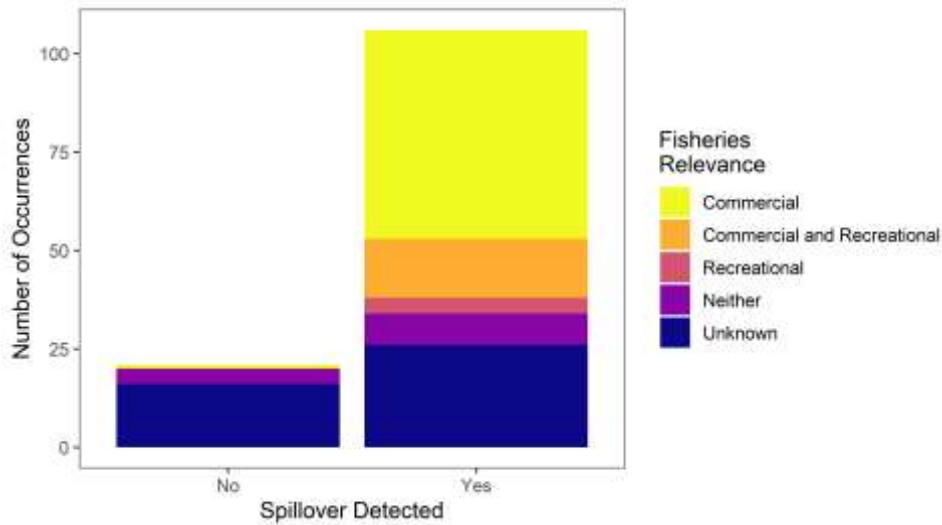 100
75
50
25
0
Number of Occurrences
No
Yes
Spillover Detected
Fisheries
Relevance
Commercial
Commercial and Recreational
Recreational
Neither
Unknown